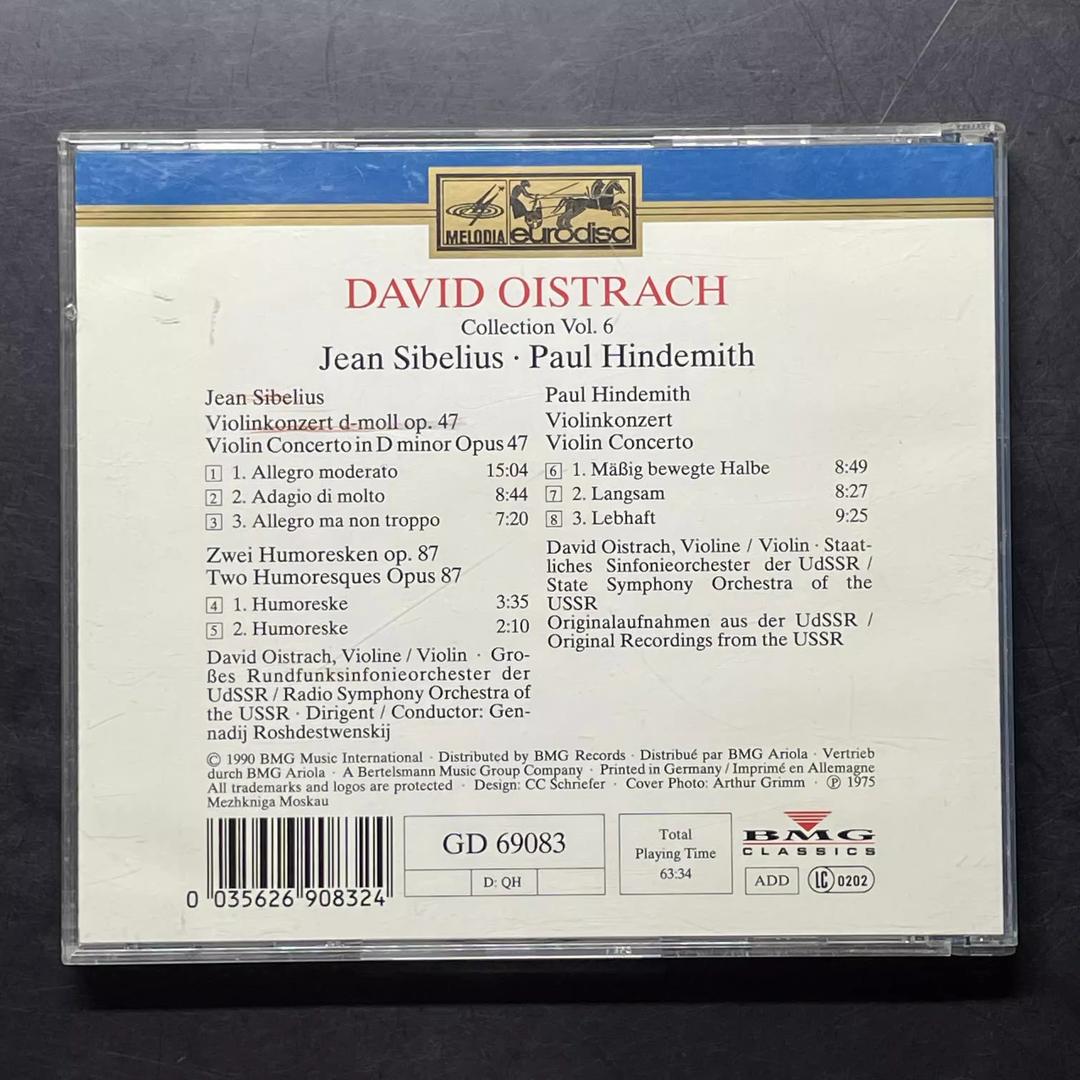 MELODIA eurodisc
DAVID OISTRACH
Collection Vol. 6
Jean Sibelius · Paul Hindemith
Jean Sibelius
Violinkonzert d-moll op. 47
Violin Concerto in D minor Opus 47
1 1. Allegro moderato 15:04
2 2. Adagio di molto 8:44
3 3. Allegro ma non troppo 7:20
Zwei Humoresken op. 87
Two Humoresques Opus 87
4 1. Humoreske 3:35
5 2. Humoreske 2:10
David Oistrach, Violine / Violin · Gro-
ßes Rundfunksinfonieorchester der
UdSSR / Radio Symphony Orchestra of
the USSR · Dirigent / Conductor: Gen-
nadij Roshdestwenskij
Paul Hindemith
Violinkonzert
Violin Concerto
6 1. Mäßig bewegte Halbe 8:49
7 2. Langsam 8:27
8 3. Lebhaft 9:25
David Oistrach, Violine / Violin · Staat-
liches Sinfonieorchester der UdSSR /
State Symphony Orchestra of the
USSR
Originalaufnahmen aus der UdSSR /
Original Recordings from the USSR
© 1990 BMG Music International · Distributed by BMG Records · Distribué par BMG Ariola · Vertrieb
durch BMG Ariola · A Bertelsmann Music Group Company · Printed in Germany / Imprimé en Allemagne
All trademarks and logos are protected · Design: CC Schriefer · Cover Photo: Arthur Grimm · ℗ 1975
Mezhkniga Moskau
0 035626 908324
GD 69083
D: QH
Total
Playing Time
63:34
BMG
CLASSICS
ADD
LC 0202